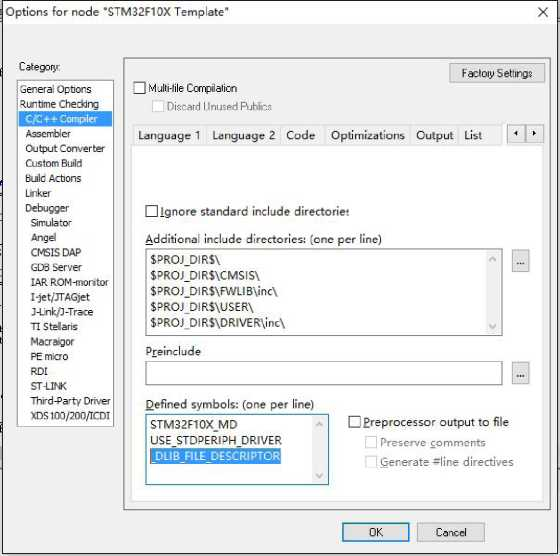 Options for node "STM32F10X Template"
Category:
Factory Settings
General Options
Runtime Checking
C/C++ Compiler
Assembler
Output Converter
Custom Build
Build Actions
Linker
Debugger
Simulator
Angel
CMSIS DAP
GDB Server
IAR ROM-monitor
I-jet/JTAGjet
J-Link/J-Trace
TI Stellaris
Macraigor
PE micro
RDI
ST-LINK
Third-Party Driver
XDS100/200/ICDI
Multi-file Compilation
Discard Unused Publics
Language 1 Language 2 Code Optimizations Output List
Ignore standard include directories
Additional include directories: (one per line)
$PROJ_DIR$\
$PROJ_DIR$\CMSIS\
$PROJ_DIR$\FWLIB\inc\
$PROJ_DIR$\USER\
$PROJ_DIR$\DRIVER\inc\
...
Preinclude
...
Defined symbols: (one per line)
STM32F10X_MD
USE_STDPERIPH_DRIVER
_DLIB_FILE_DESCRIPTOR
Preprocessor output to file
Preserve comments
Generate #line directives
OK Cancel